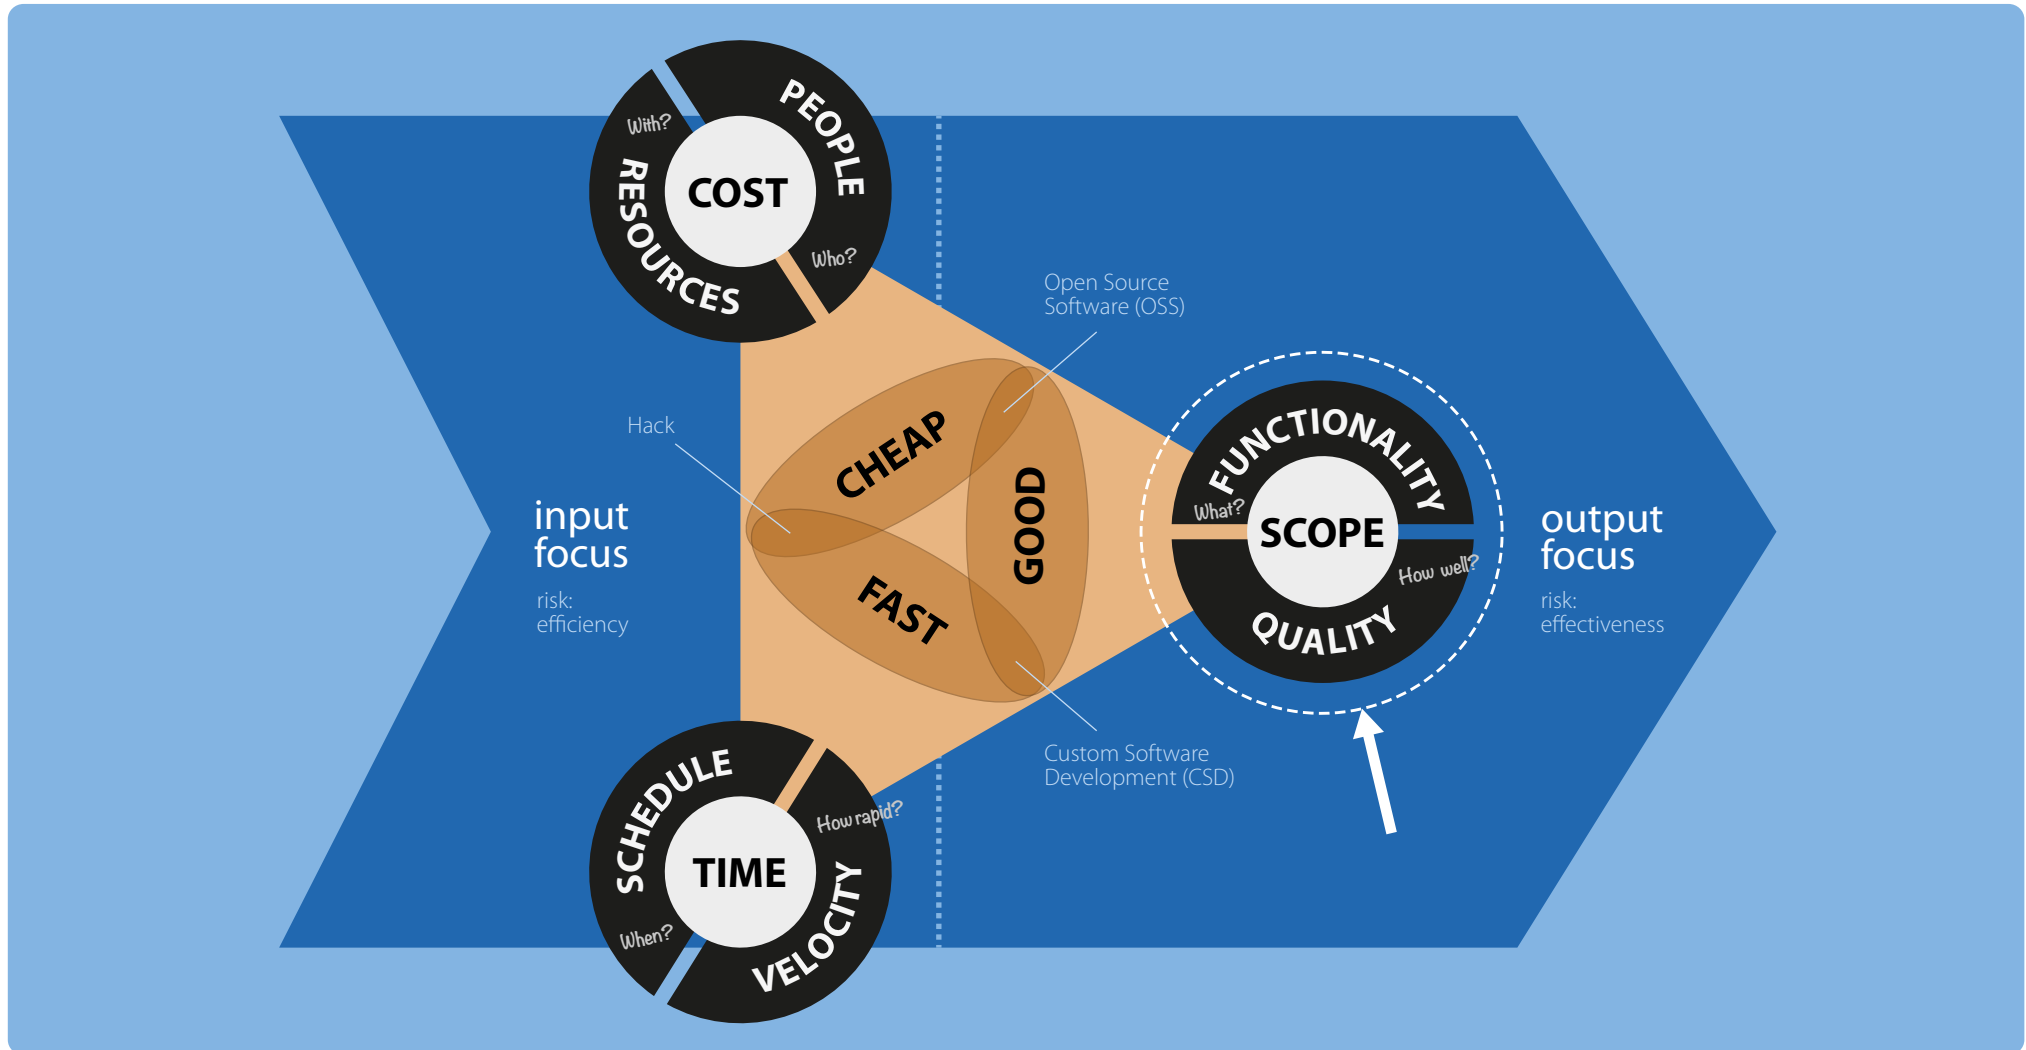 PEOPLE
With?
RESOURCES
COST
Who?
Open Source
Software (OSS)
Hack
CHEAP
GOOD
FAST
input
focus
risk:
efficiency
FUNCTIONALITY
What?
SCOPE
How well?
QUALITY
output
focus
risk:
effectiveness
Custom Software
Development (CSD)
SCHEDULE
How rapid?
TIME
When?
VELOCITY